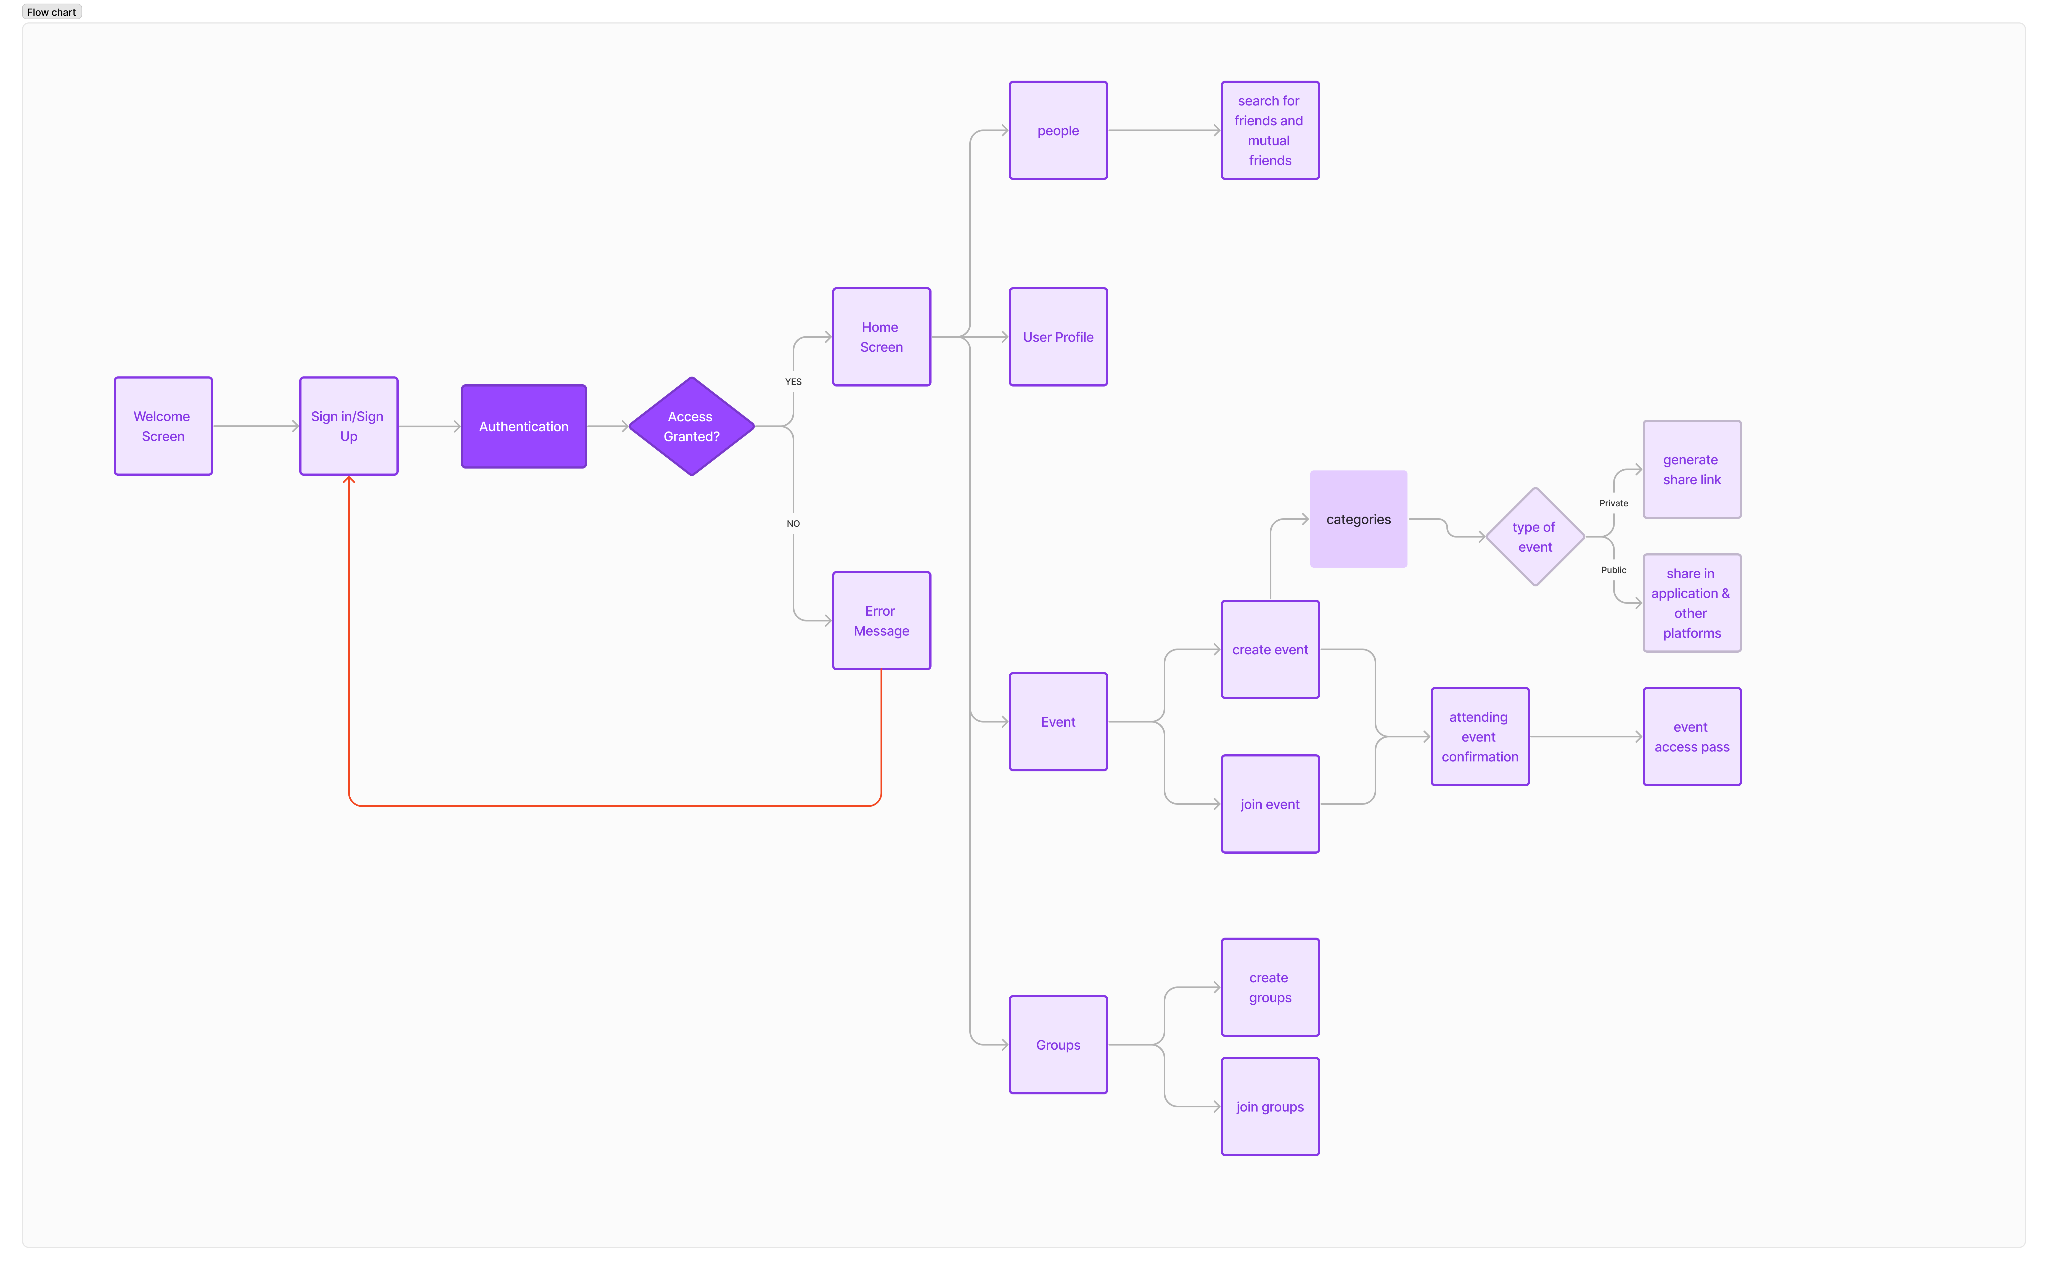 Flow chart
people
search for
friends and
mutual
friends
Home
Screen
User Profile
YES
Welcome
Screen
Sign in/Sign
Up
Authentication
Access
Granted?
NO
Error
Message
categories
type of
event
Private
generate
share link
Public
share in
application &
other
platforms
Event
create event
join event
attending
event
confirmation
event
access pass
Groups
create
groups
join groups